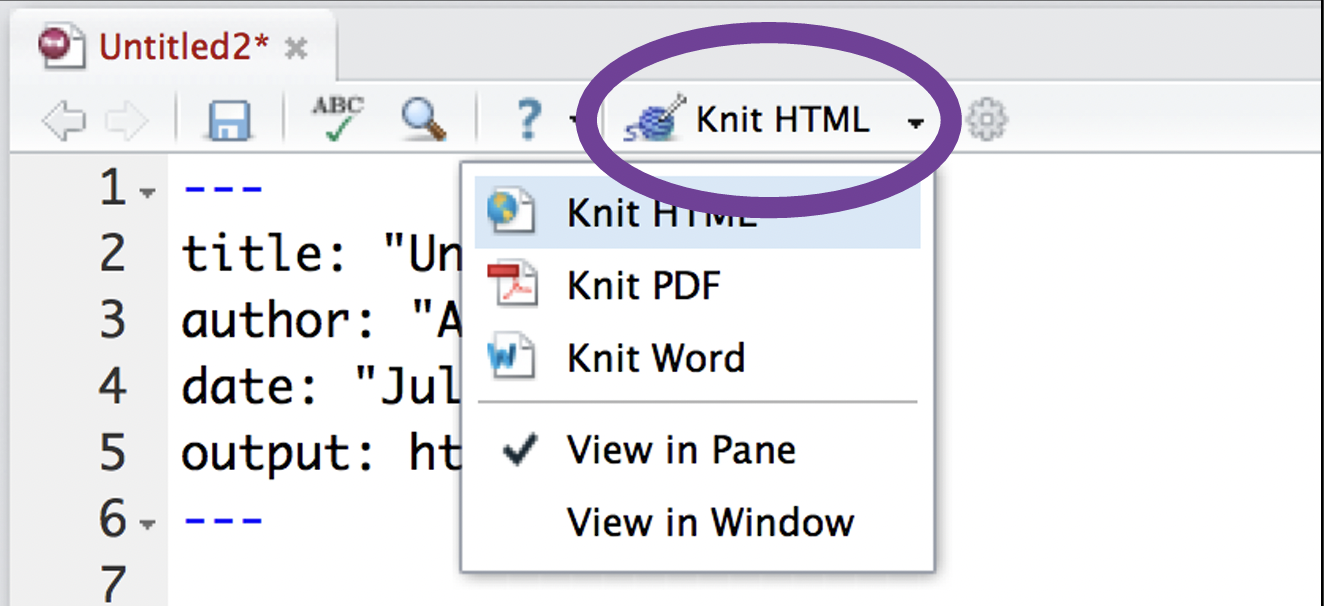 Untitled2*
ABC ? Knit HTML
1 ---
2 title: "Un
3 author: "A
4 date: "Jul
5 output: ht
6 ---
7
Knit HTML
Knit PDF
Knit Word
View in Pane
View in Window